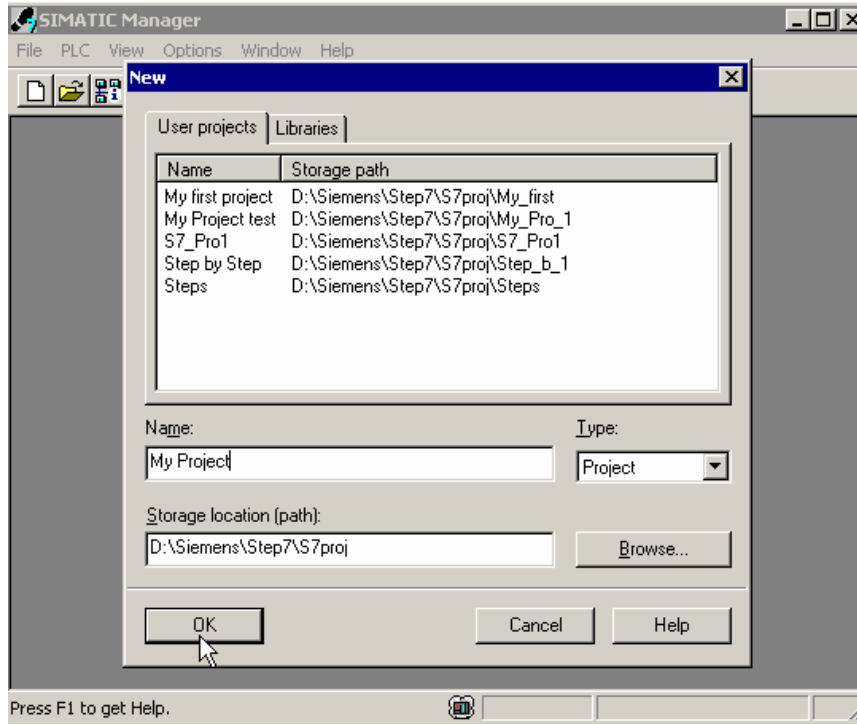 SIMATIC Manager
File PLC View Options Window Help
New
User projects Libraries
Name Storage path
My first project D:\Siemens\Step7\S7proj\My_first
My Project test D:\Siemens\Step7\S7proj\My_Pro_1
S7_Pro1 D:\Siemens\Step7\S7proj\S7_Pro1
Step by Step D:\Siemens\Step7\S7proj\Step_b_1
Steps D:\Siemens\Step7\S7proj\Steps
Name: Type:
My Project Project
Storage location (path):
D:\Siemens\Step7\S7proj Browse...
OK Cancel Help
Press F1 to get Help.